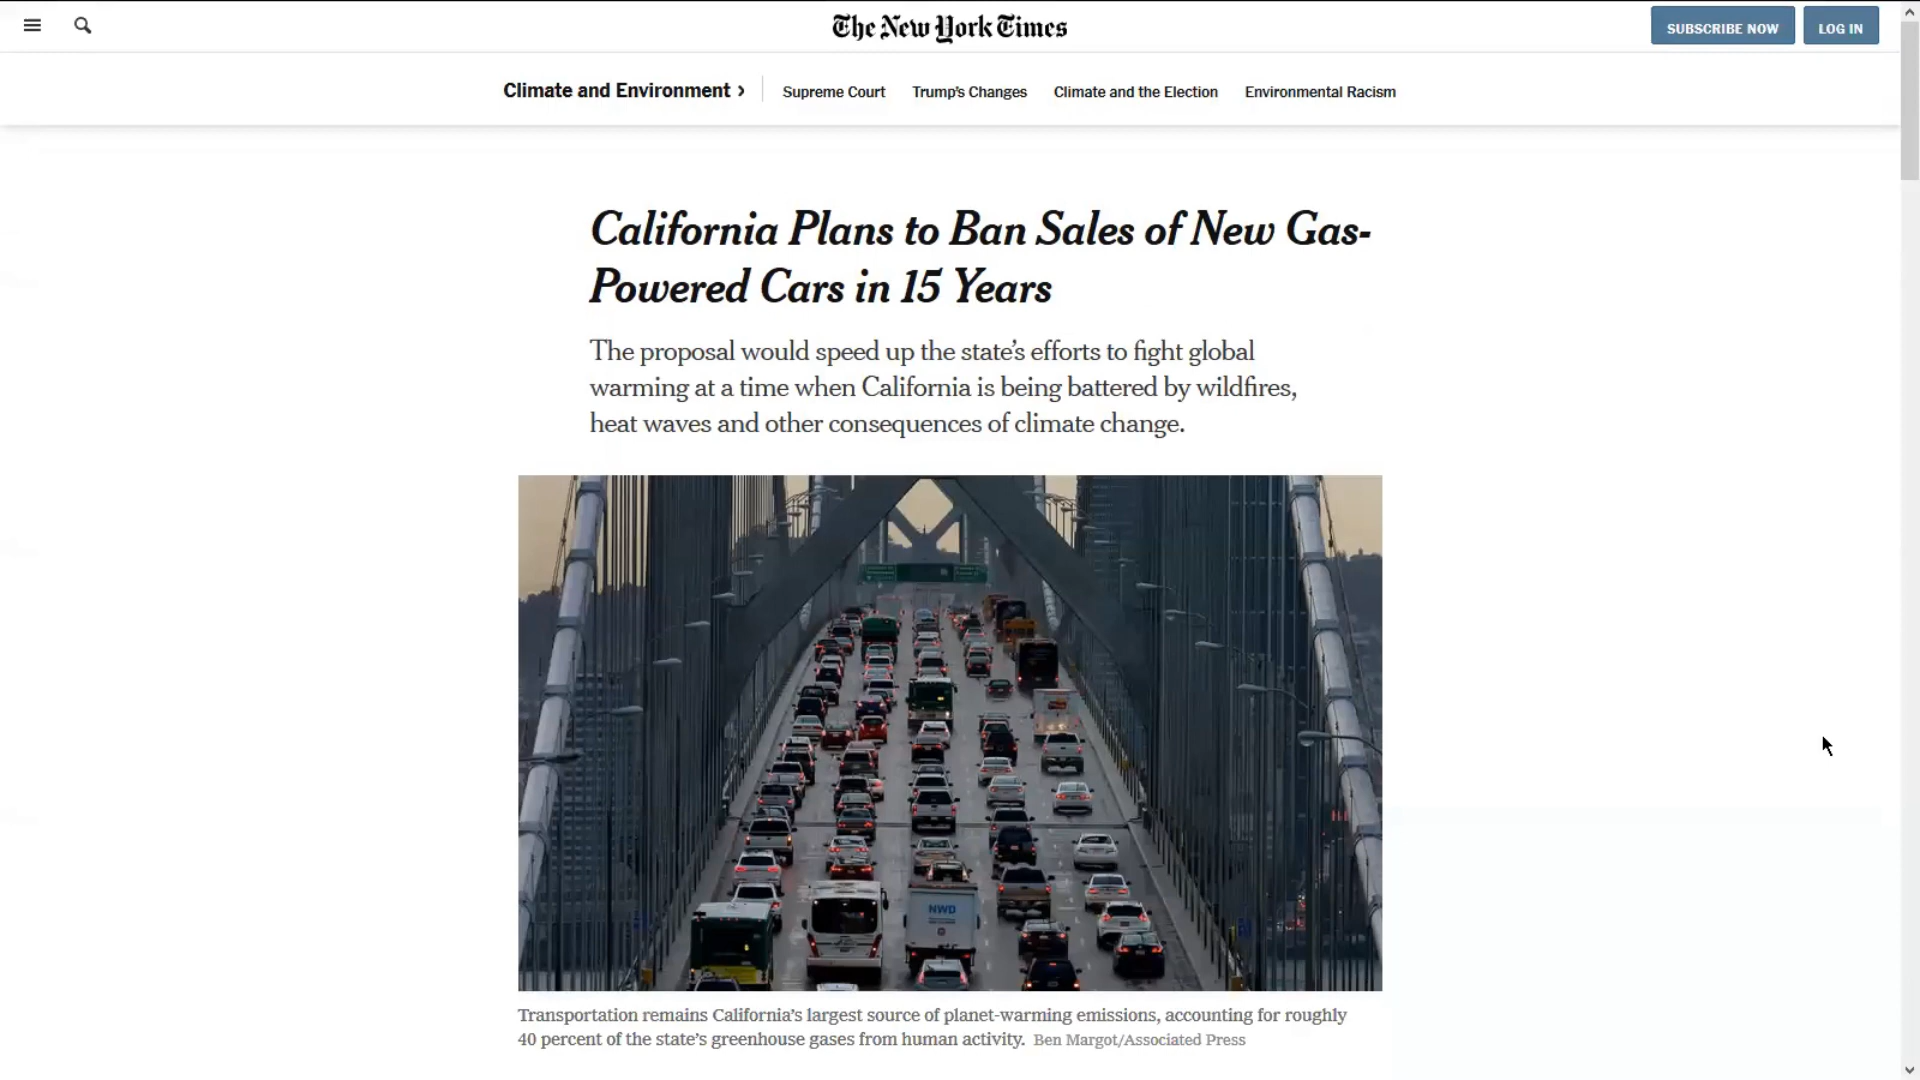 The New York Times
SUBSCRIBE NOW
LOG IN
Climate and Environment ›
Supreme Court
Trump's Changes
Climate and the Election
Environmental Racism
California Plans to Ban Sales of New Gas-
Powered Cars in 15 Years
The proposal would speed up the state’s efforts to fight global
warming at a time when California is being battered by wildfires,
heat waves and other consequences of climate change.
NWD
Transportation remains California’s largest source of planet-warming emissions, accounting for roughly
40 percent of the state’s greenhouse gases from human activity. Ben Margot/Associated Press